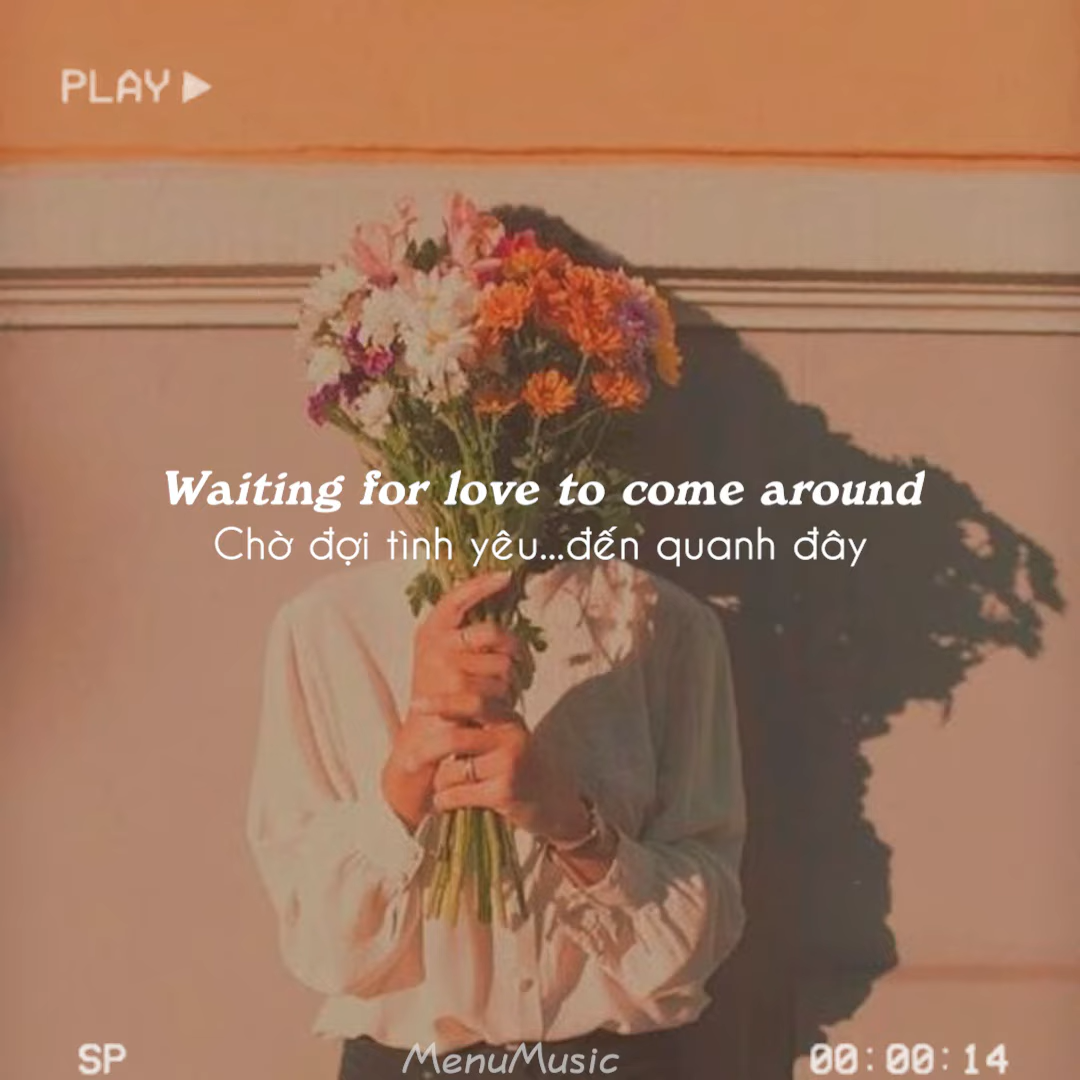 PLAY
Waiting for love to come around
Chờ đợi tình yêu...đến quanh đây
SP
MenuMusic
00:00:14